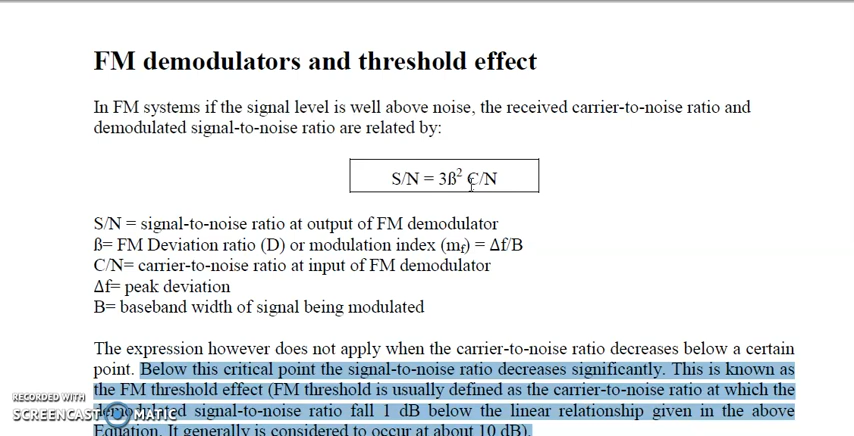 FM demodulators and threshold effect
In FM systems if the signal level is well above noise, the received carrier-to-noise ratio and
demodulated signal-to-noise ratio are related by:
S/N = 3ß² C/N
S/N = signal-to-noise ratio at output of FM demodulator
ß= FM Deviation ratio (D) or modulation index (mf) = Δf/B
C/N= carrier-to-noise ratio at input of FM demodulator
Δf= peak deviation
B= baseband width of signal being modulated
The expression however does not apply when the carrier-to-noise ratio decreases below a certain
point. Below this critical point the signal-to-noise ratio decreases significantly. This is known as
the FM threshold effect (FM threshold is usually defined as the carrier-to-noise ratio at which the
demodulated signal-to-noise ratio fall 1 dB below the linear relationship given in the above
Equation. It generally is considered to occur at about 10 dB).
RECORDED WITH
SCREENCAST MATIC